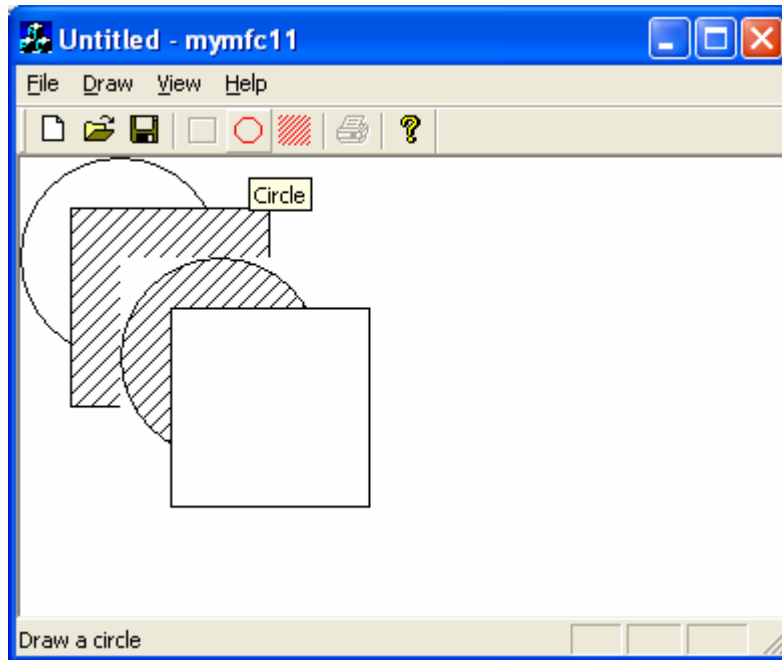 Untitled - mymfc11
File Draw View Help
Circle
Draw a circle